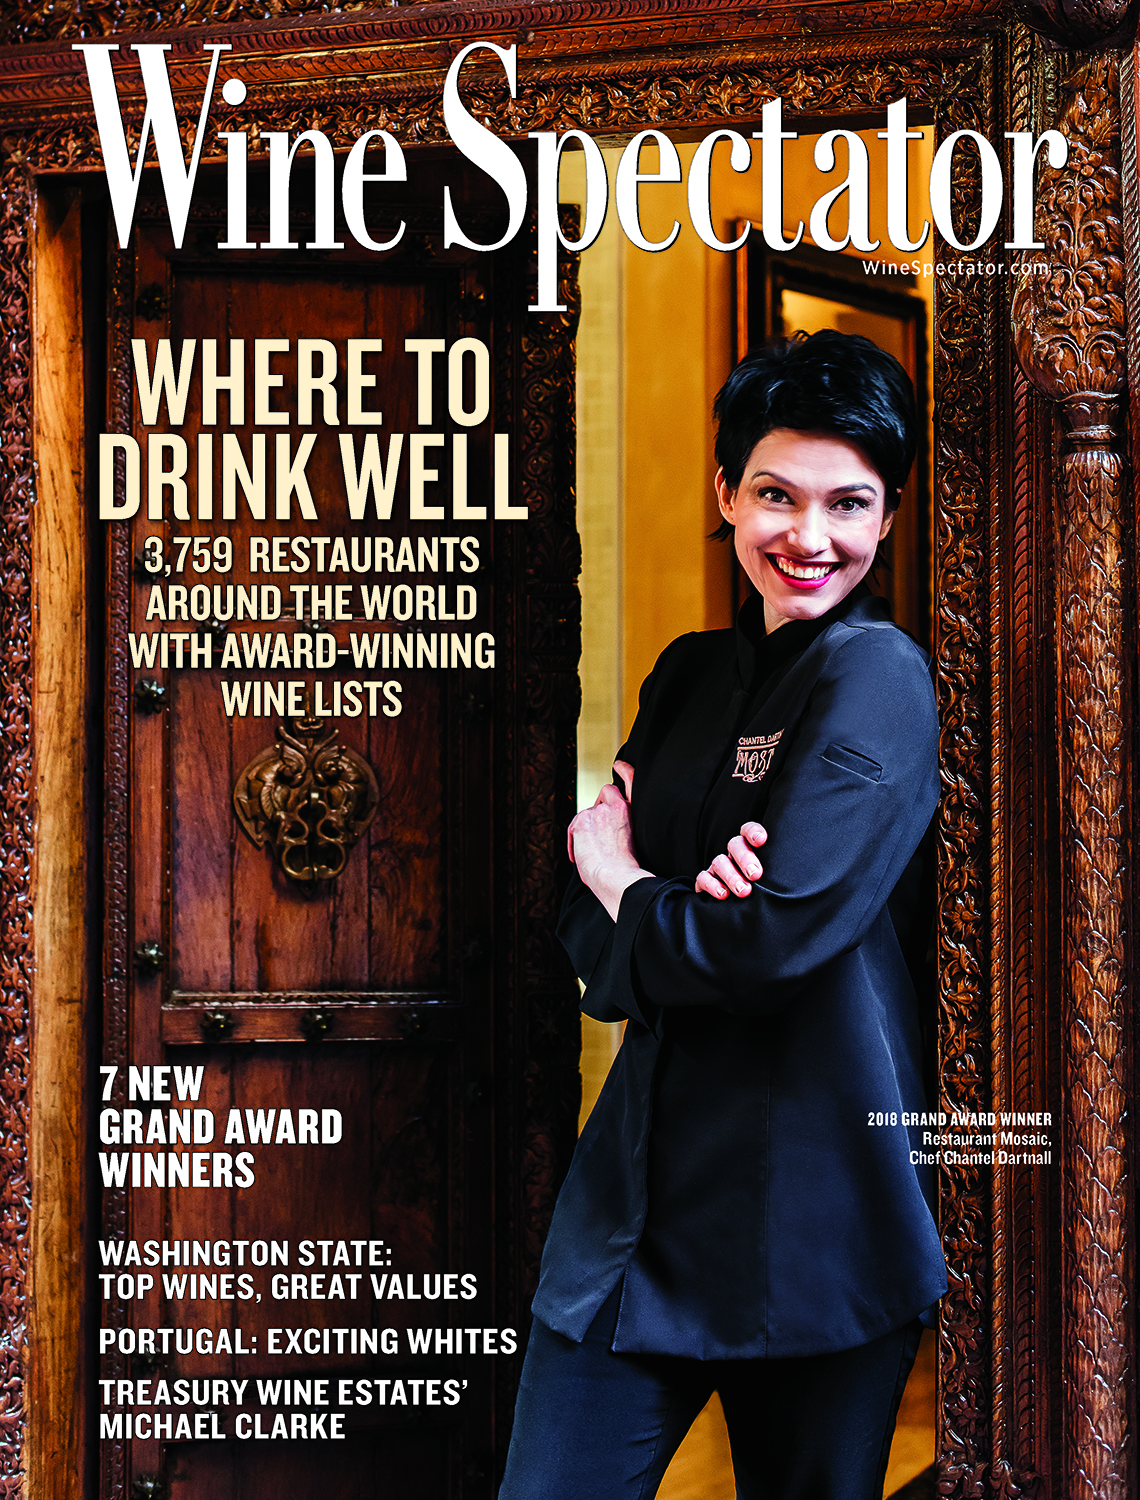 Wine Spectator
WineSpectator.com
WHERE TO
DRINK WELL
3,759 RESTAURANTS
AROUND THE WORLD
WITH AWARD-WINNING
WINE LISTS
CHANTEL
7 NEW
GRAND AWARD
WINNERS
2018 GRAND AWARD WINNER
Restaurant Mosaic,
Chef Chantel Dartnall
WASHINGTON STATE:
TOP WINES, GREAT VALUES
PORTUGAL: EXCITING WHITES
TREASURY WINE ESTATES'
MICHAEL CLARKE